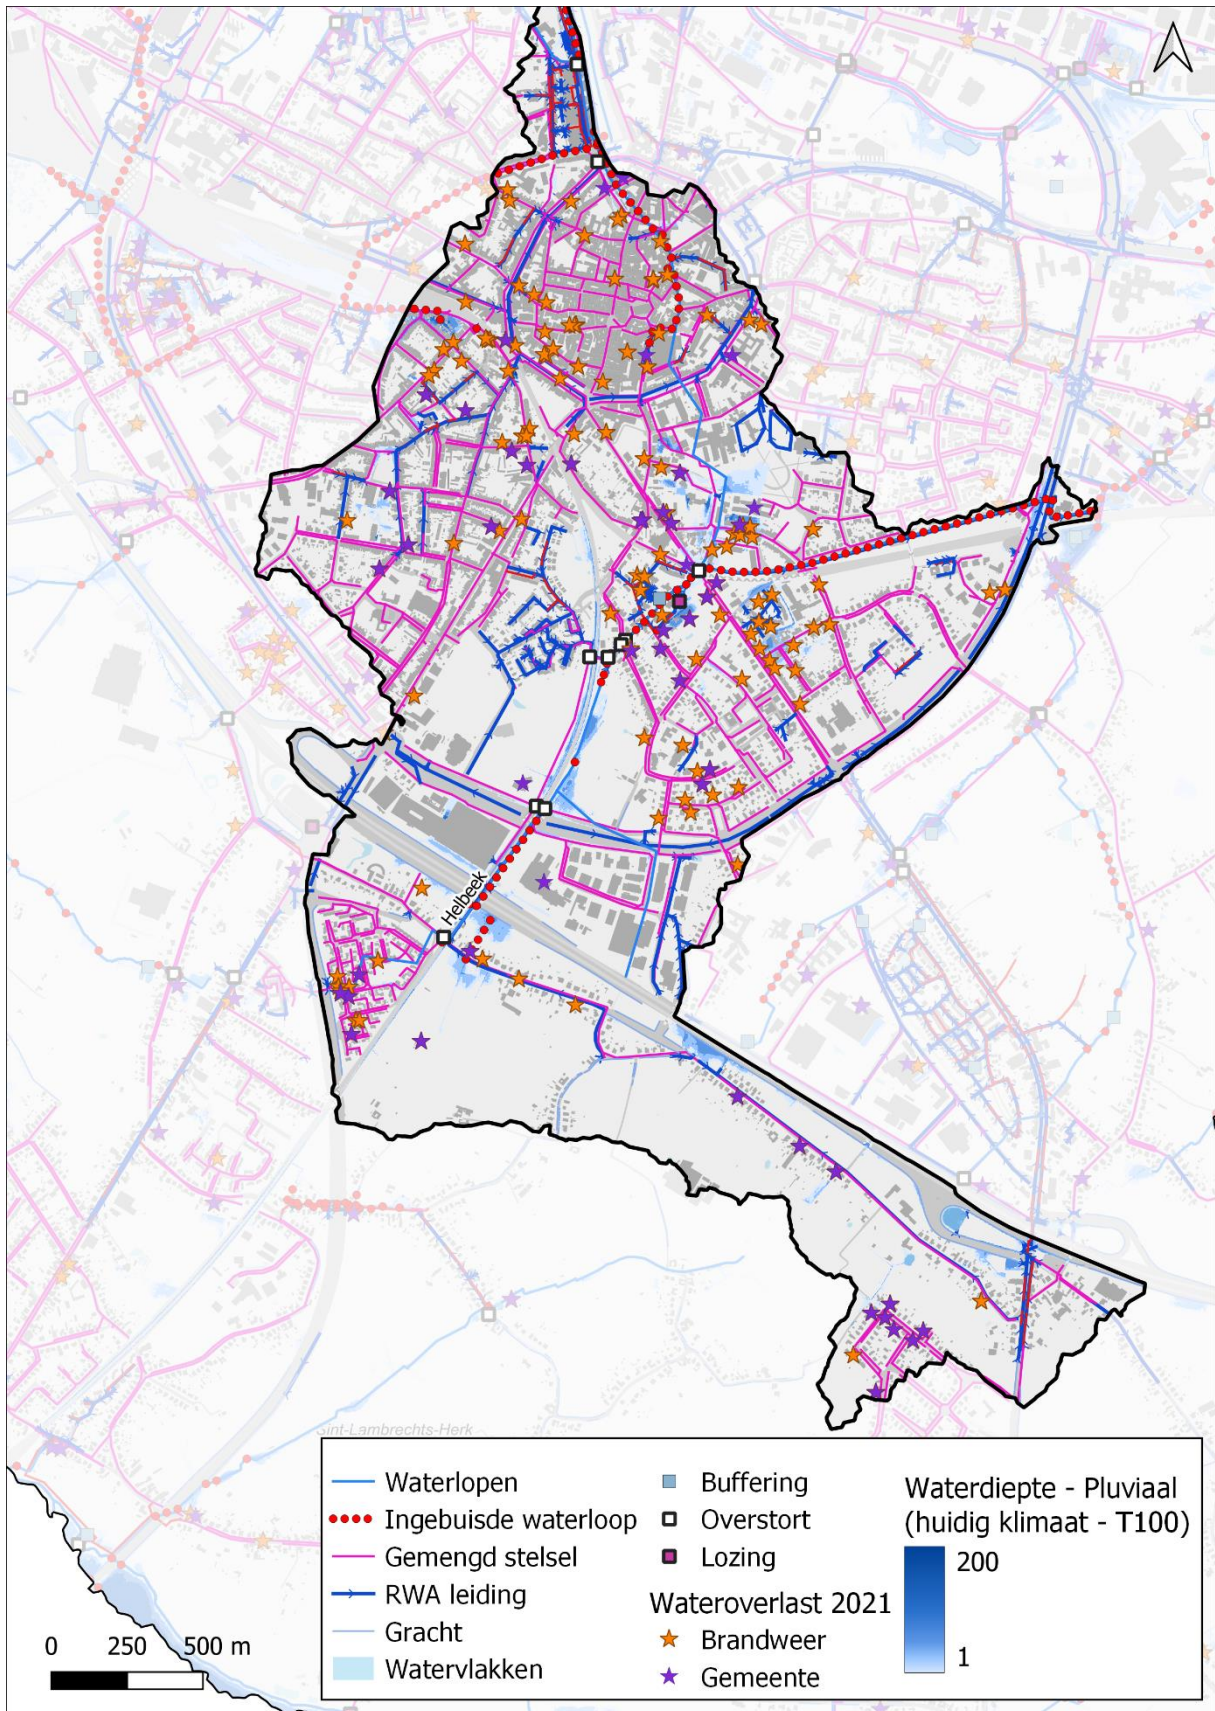 Helbeek
Sint-Lambrechts-Herk
Waterlopen
Ingebuisde waterloop
Gemengd stelsel
RWA leiding
Gracht
Watervlakken
Buffering
Overstort
Lozing
Wateroverlast 2021
Brandweer
Gemeente
Waterdiepte - Pluviaal
(huidig klimaat - T100)
200
1
0 250 500 m